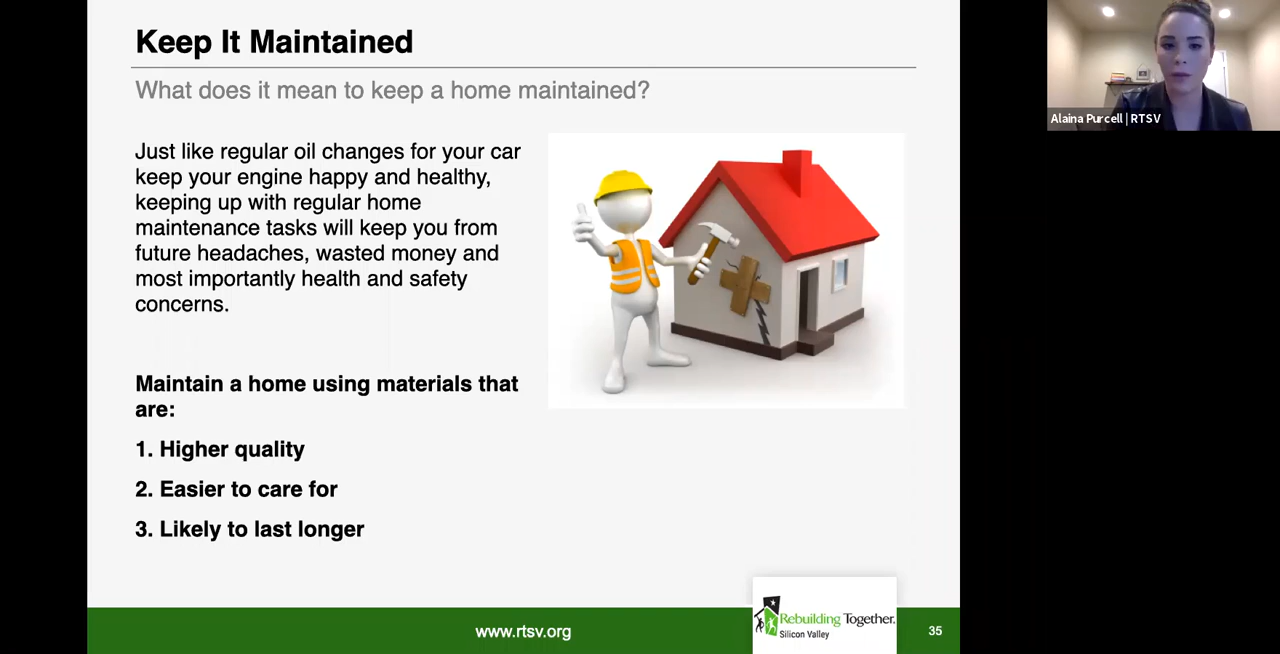 Keep It Maintained
What does it mean to keep a home maintained?
Just like regular oil changes for your car
keep your engine happy and healthy,
keeping up with regular home
maintenance tasks will keep you from
future headaches, wasted money and
most importantly health and safety
concerns.
Maintain a home using materials that
are:
1. Higher quality
2. Easier to care for
3. Likely to last longer
www.rtsv.org
Rebuilding Together.
Silicon Valley
35
Alaina Purcell | RTSV